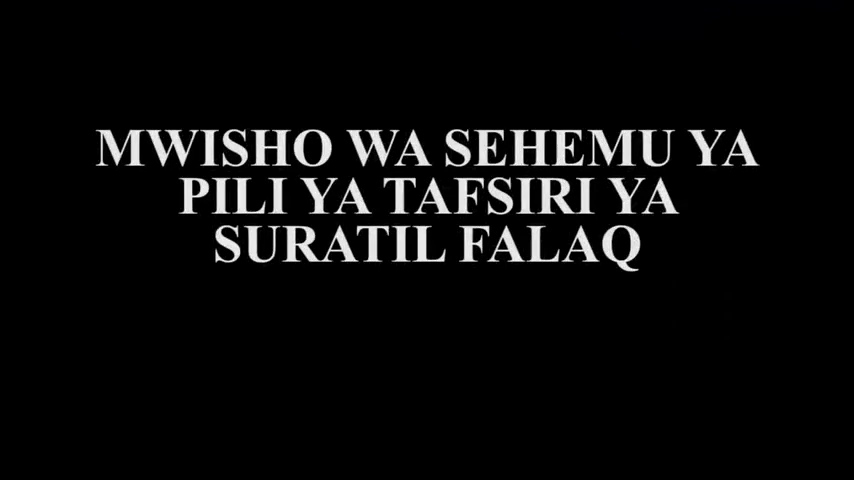 MWISHO WA SEHEMU YA
PILI YA TAFSIRI YA
SURATIL FALAQ